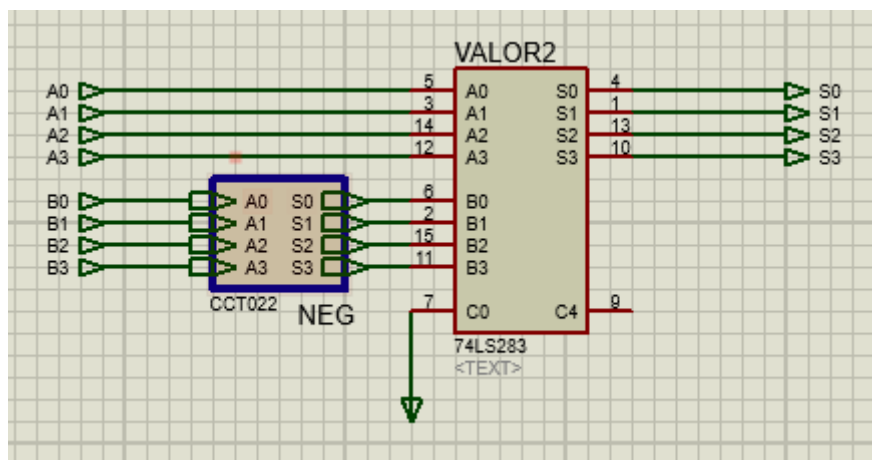 VALOR2
A0 5 A0 S0 4 S0
A1 3 A1 S1 1 S1
A2 14 A2 S2 13 S2
A3 12 A3 S3 10 S3
B0 A0 S0 6 B0
B1 A1 S1 2 B1
B2 A2 S2 15 B2
B3 A3 S3 11 B3
CCT022
NEG
7 C0 C4 9
74LS283
<TEXT>